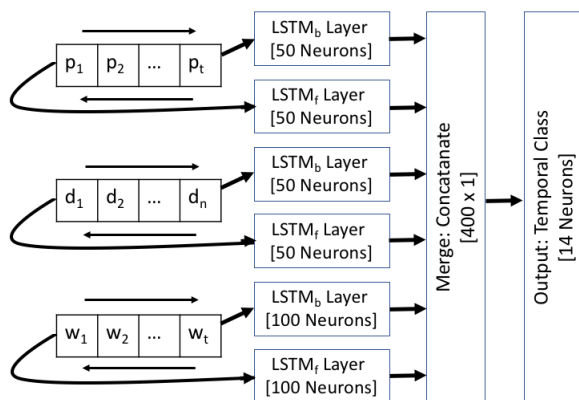 LSTMb Layer
[50 Neurons]
p1 p2 ... pt
LSTMf Layer
[50 Neurons]
LSTMb Layer
[50 Neurons]
d1 d2 ... dn
LSTMf Layer
[50 Neurons]
LSTMb Layer
[100 Neurons]
w1 w2 ... wt
LSTMf Layer
[100 Neurons]
Merge: Concatanate
[400 x 1]
Output: Temporal Class
[14 Neurons]